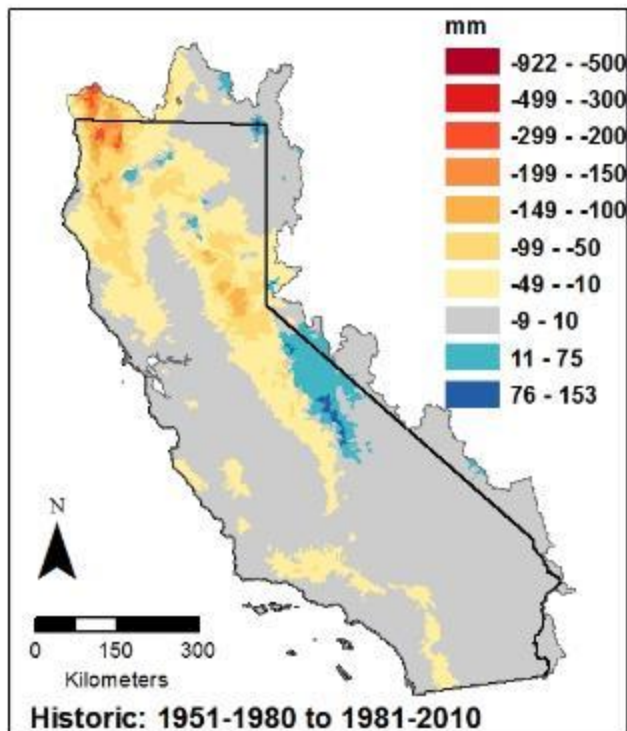 mm
-922 - -500
-499 - -300
-299 - -200
-199 - -150
-149 - -100
-99 - -50
-49 - -10
-9 - 10
11 - 75
76 - 153
N
0 150 300
Kilometers
Historic: 1951-1980 to 1981-2010